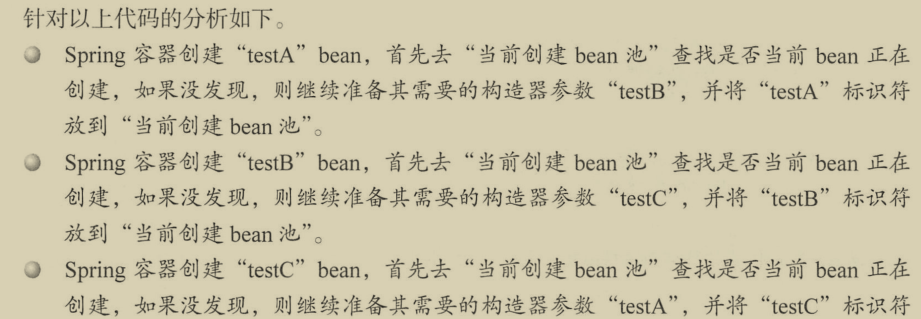 针对以上代码的分析如下。
Spring 容器创建“testA”bean，首先去“当前创建 bean 池”查找是否当前 bean 正在
创建，如果没发现，则继续准备其需要的构造器参数“testB”，并将“testA”标识符
放到“当前创建 bean 池”。
Spring 容器创建“testB”bean，首先去“当前创建 bean 池”查找是否当前 bean 正在
创建，如果没发现，则继续准备其需要的构造器参数“testC”，并将“testB”标识符
放到“当前创建 bean 池”。
Spring 容器创建“testC”bean，首先去“当前创建 bean 池”查找是否当前 bean 正在
创建，如果没发现，则继续准备其需要的构造器参数“testA”，并将“testC”标识符